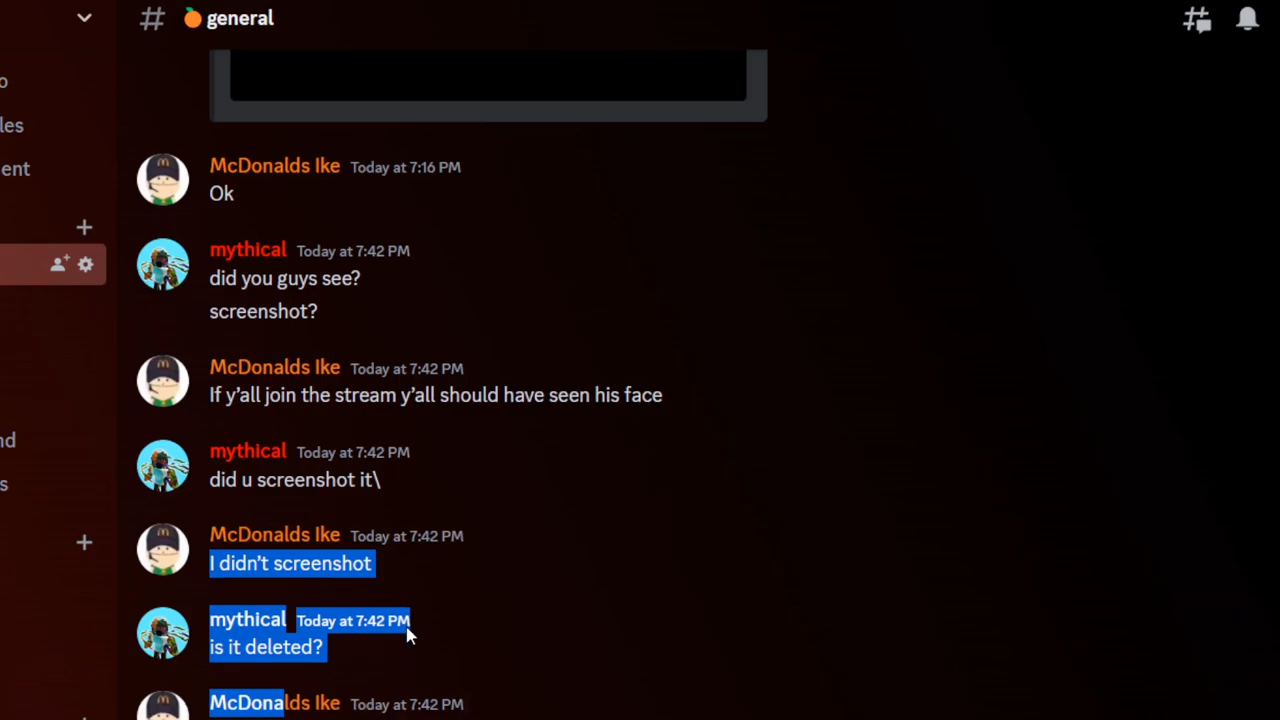 general
o
les
ent
McDonalds Ike Today at 7:16 PM
Ok
mythical Today at 7:42 PM
did you guys see?
screenshot?
McDonalds Ike Today at 7:42 PM
If y’all join the stream y’all should have seen his face
nd
mythical Today at 7:42 PM
did u screenshot it\
s
McDonalds Ike Today at 7:42 PM
I didn’t screenshot
mythical Today at 7:42 PM
is it deleted?
McDonalds Ike Today at 7:42 PM